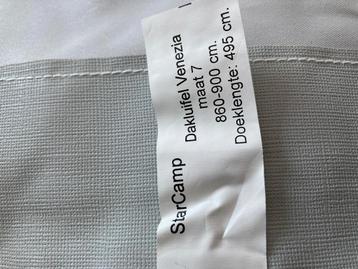 StarCamp
Dakluifel Venezia
maat 7
860-900 cm.
Doeklengte: 495 cm.